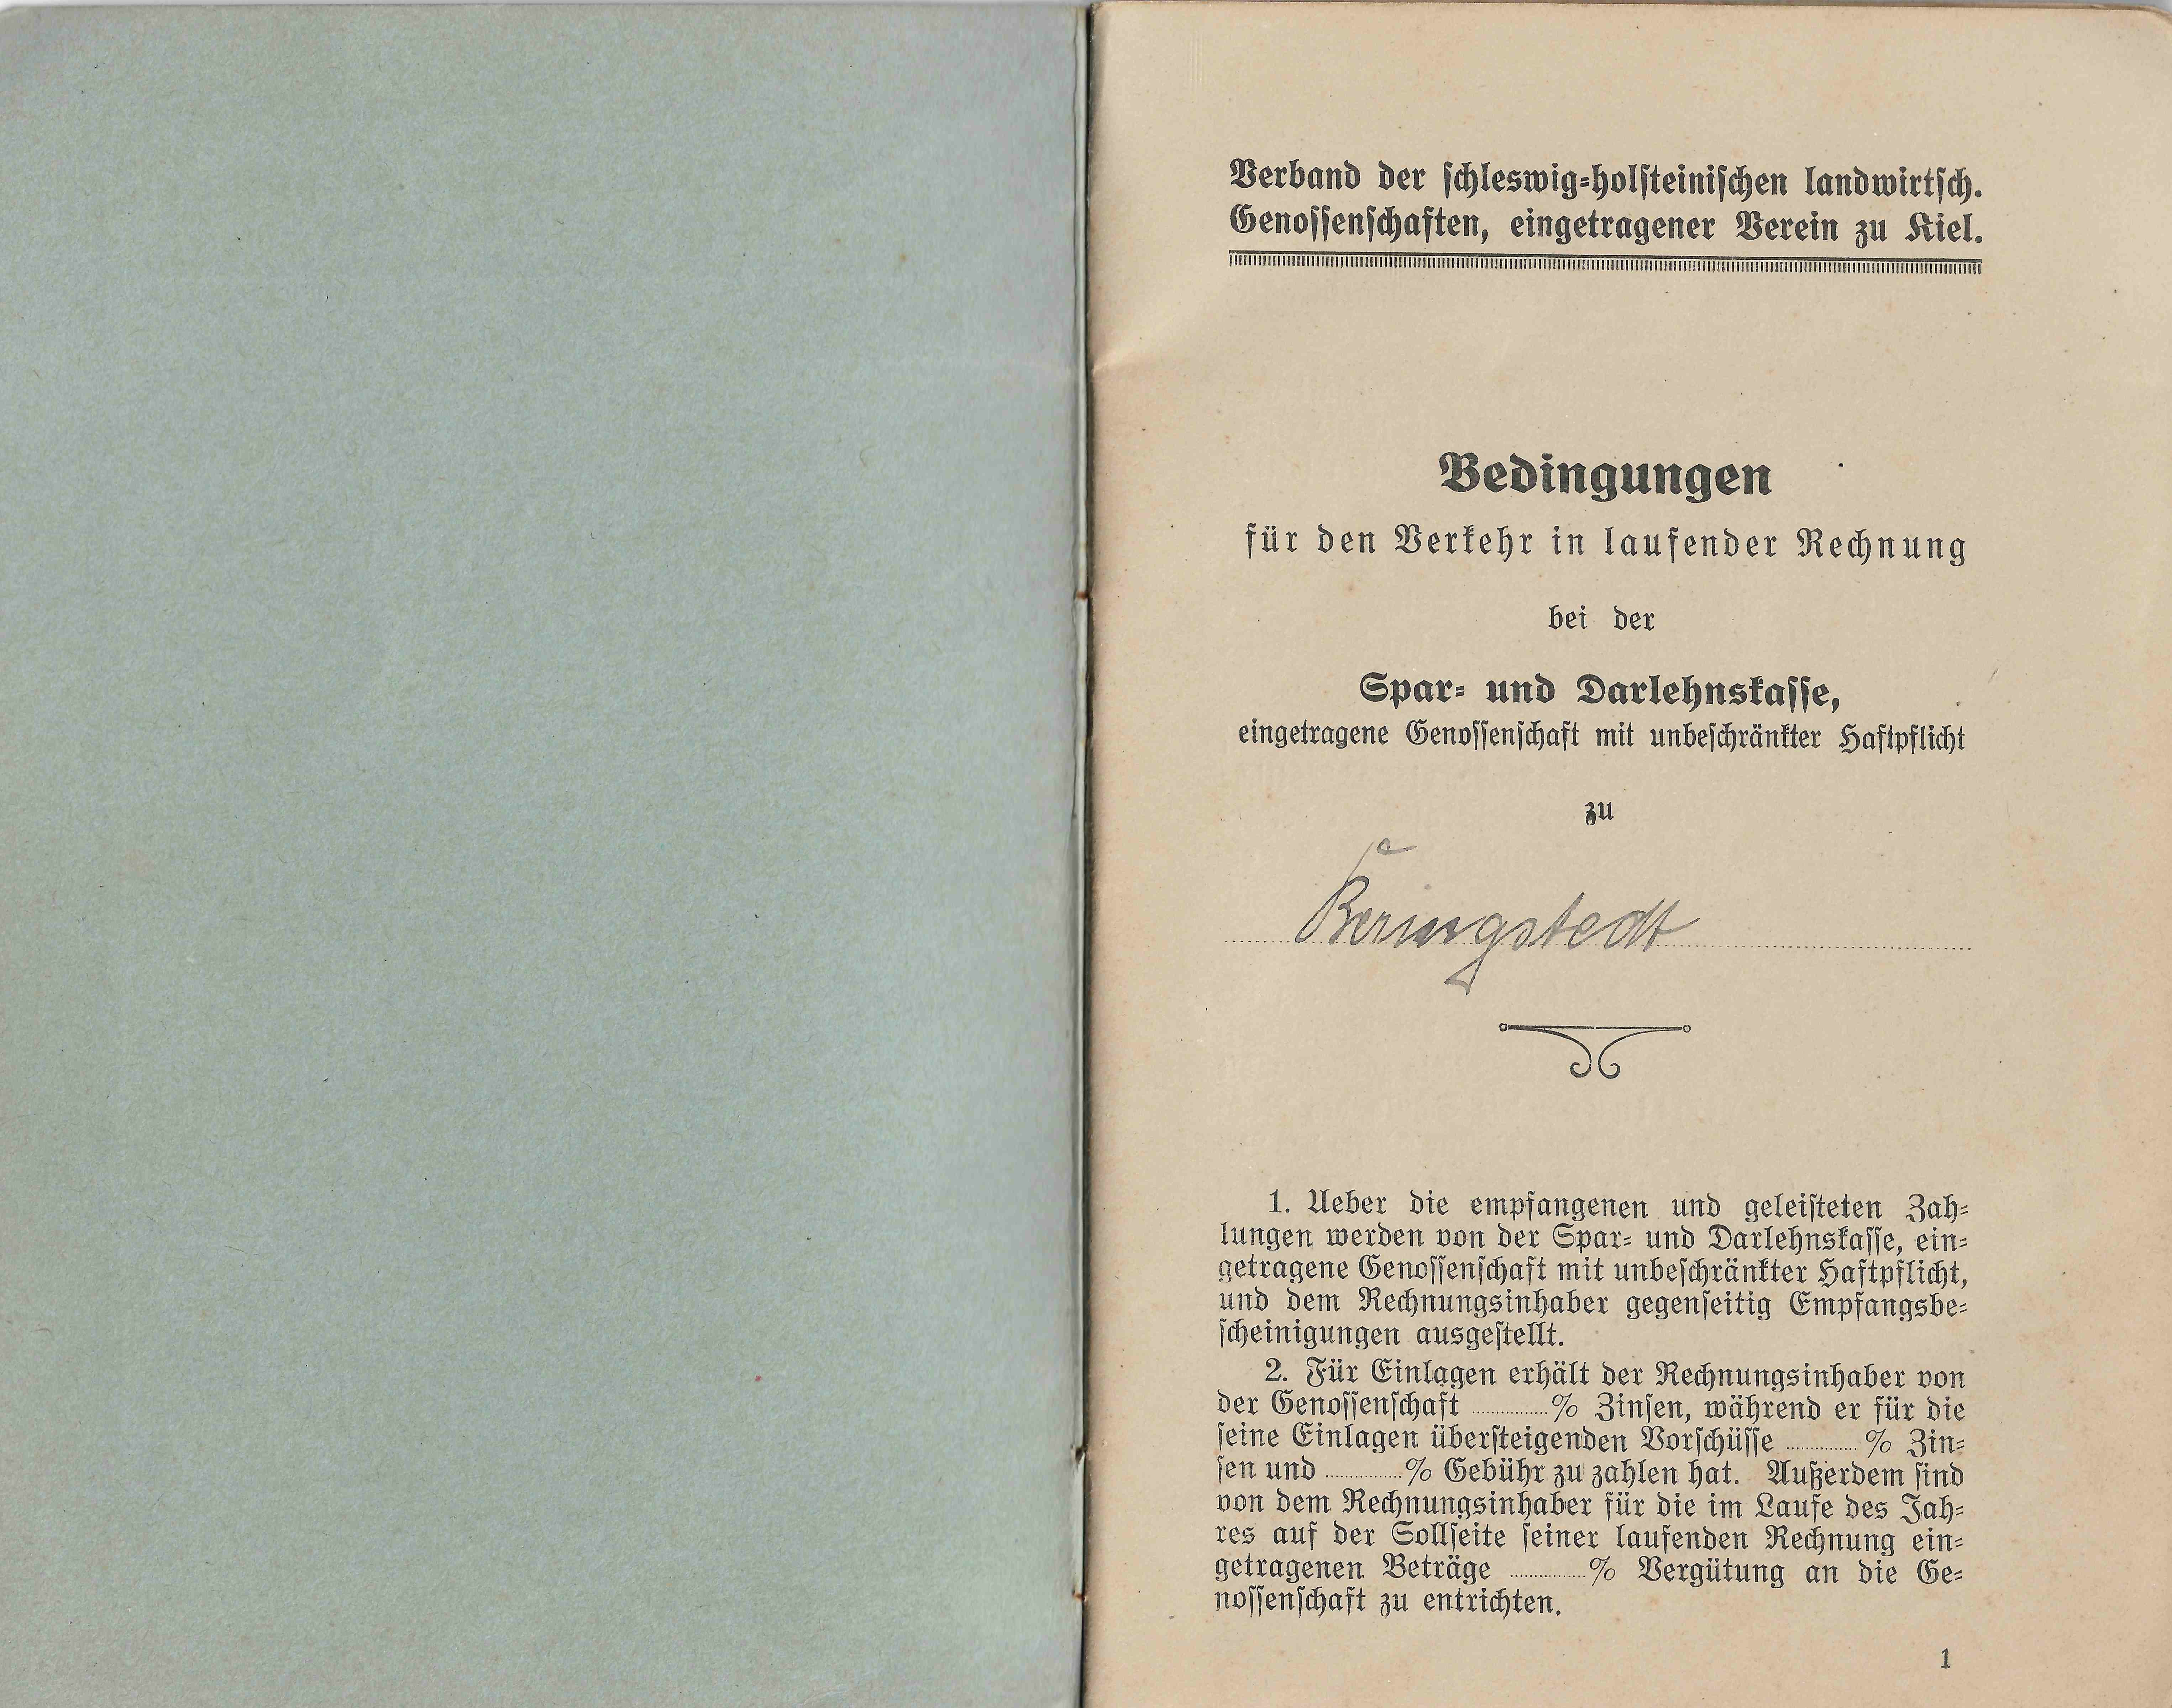 Verband der schleswig-holsteinischen landwirtsch.
Genossenschaften, eingetragener Verein zu Kiel.
Bedingungen
für den Verkehr in laufender Rechnung
bei der
Spar- und Darlehnskasse,
eingetragene Genossenschaft mit unbeschränkter Haftpflicht
zu
Beringstedt
1. Ueber die empfangenen und geleisteten Zah-
lungen werden von der Spar- und Darlehnskasse, ein-
getragene Genossenschaft mit unbeschränkter Haftpflicht,
und dem Rechnungsinhaber gegenseitig Empfangsbe-
scheinigungen ausgestellt.
2. Für Einlagen erhält der Rechnungsinhaber von
der Genossenschaft ............% Zinsen, während er für die
seine Einlagen übersteigenden Vorschüsse ............% Zin-
sen und ............% Gebühr zu zahlen hat. Außerdem sind
von dem Rechnungsinhaber für die im Laufe des Jah-
res auf der Sollseite seiner laufenden Rechnung ein-
getragenen Beträge ............% Vergütung an die Ge-
nossenschaft zu entrichten.
1